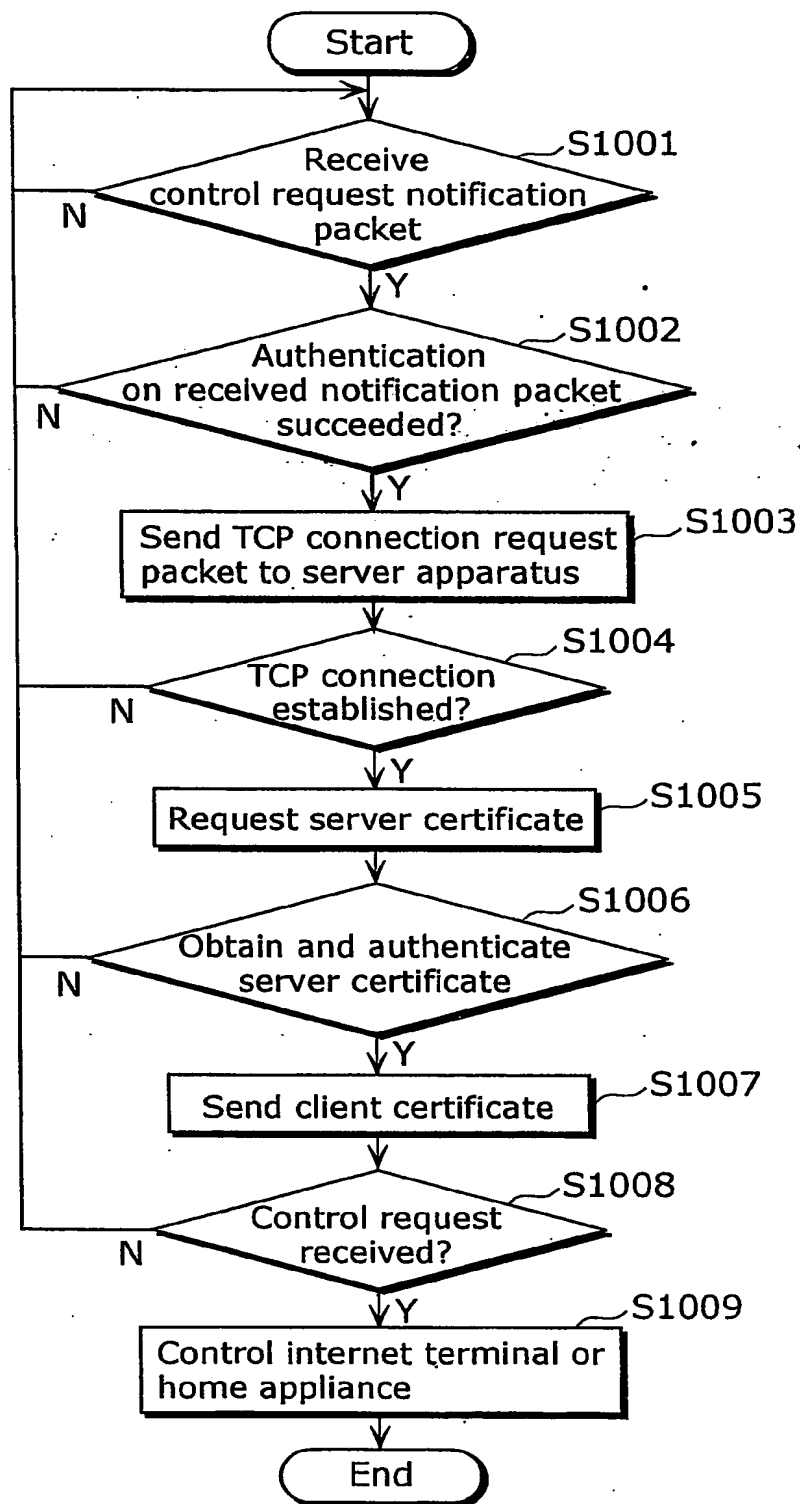 Start
S1001
Receive
control request notification
packet
N
Y
S1002
Authentication
on received notification packet
succeeded?
N
Y
S1003
Send TCP connection request
packet to server apparatus
S1004
TCP connection
established?
N
Y
S1005
Request server certificate
S1006
Obtain and authenticate
server certificate
N
Y
S1007
Send client certificate
S1008
Control request
received?
N
Y
S1009
Control internet terminal or
home appliance
End